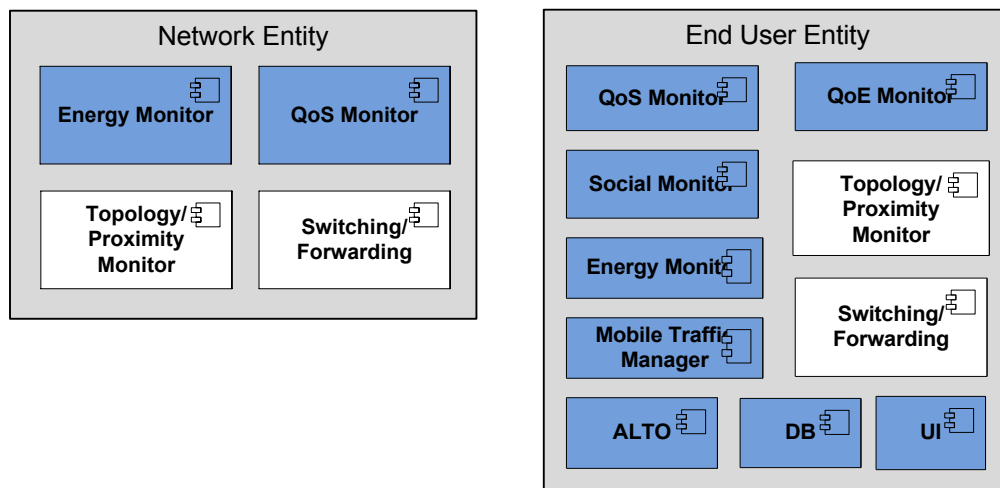 Network Entity
Energy Monitor
QoS Monitor
Topology/
Proximity
Monitor
Switching/
Forwarding
End User Entity
QoS Monitor
QoE Monitor
Social Monitor
Topology/
Proximity
Monitor
Energy Monitor
Switching/
Forwarding
Mobile Traffic
Manager
ALTO
DB
UI